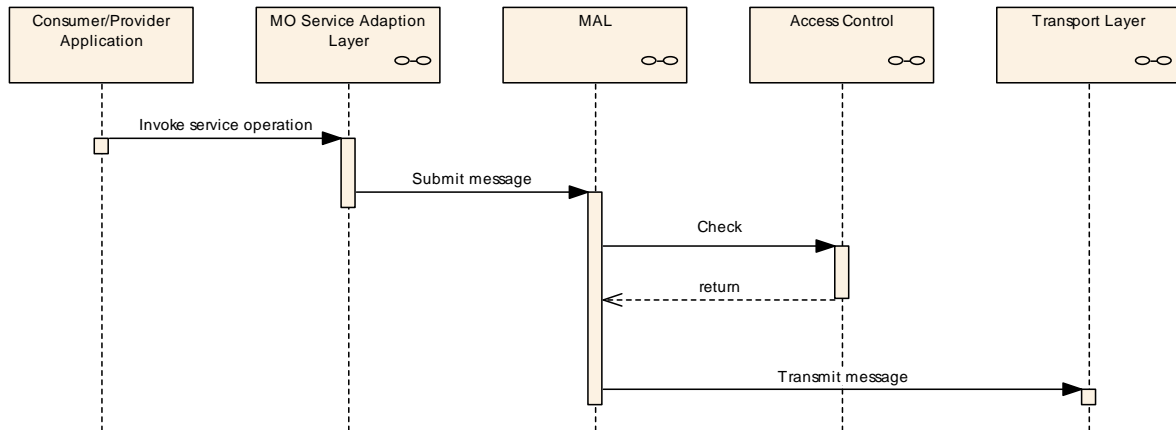 Consumer/Provider
Application
MO Service Adaption
Layer
MAL
Access Control
Transport Layer
Invoke service operation
Submit message
Check
return
Transmit message